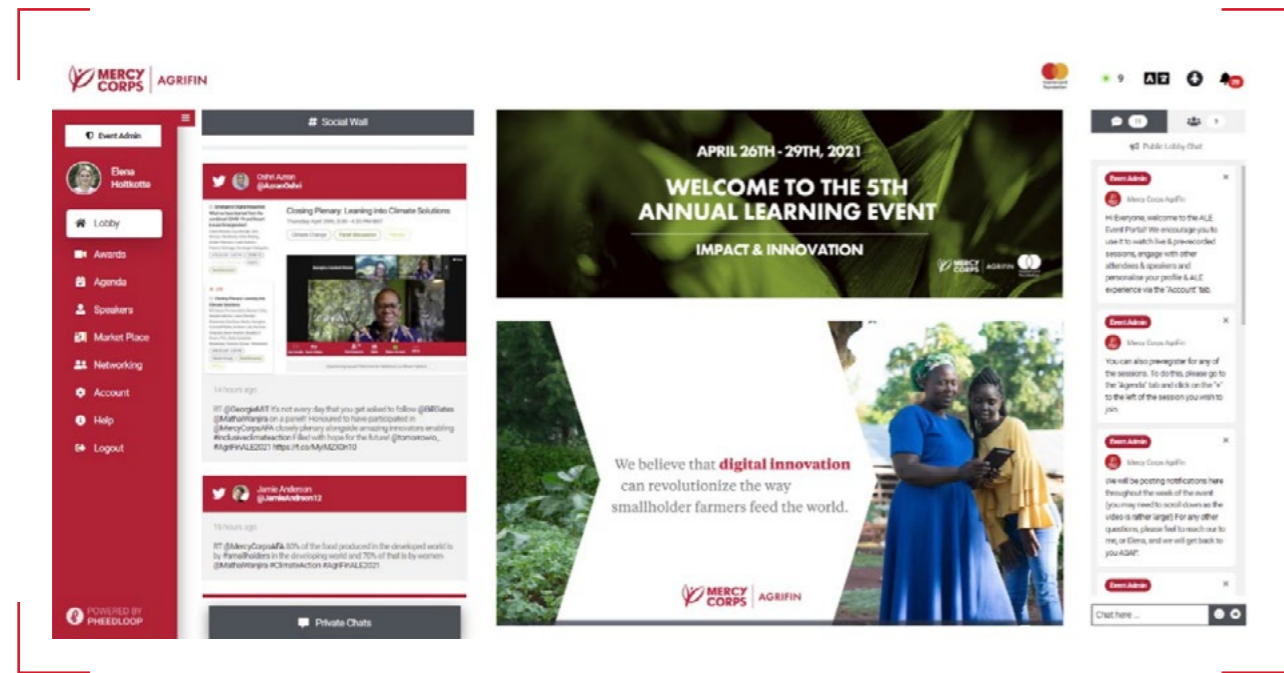 MERCY
CORPS
AGRIFIN
9
Event Admin
Elena
Holtkotte
Lobby
Awards
Agenda
Speakers
Market Place
Networking
Account
Help
Logout
POWERED BY
PHEEDLOOP
# Social Wall
Oshri Azran
@AzranOshri
Closing Plenary: Leaning into Climate Solutions
Climate Change
Panel discussion
14 hours ago
RT @GeorgieMIT It's not every day that you get asked to follow @BillGates
@MathaiWanjira on a panel! Honoured to have participated in
@MercyCorpsAFA closely plenary alongside amazing innovators enabling
#inclusiveclimateaction Filled with hope for the future! @tomorrowio_
#AgriFinALE2021
Jamie Anderson
@JamieAndrson12
RT @MercyCorpsAFA 80% of the food produced in the developed world is
by #smallholders in the developing world and 70% of that is by women
@MathaiWanjira #ClimateAction #AgriFinALE2021
Private Chats
APRIL 26TH - 29TH, 2021
WELCOME TO THE 5TH
ANNUAL LEARNING EVENT
IMPACT & INNOVATION
MERCY
CORPS
AGRIFIN
We believe that digital innovation
can revolutionize the way
smallholder farmers feed the world.
MERCY
CORPS
AGRIFIN
Public Lobby Chat
Event Admin
Mercy Corps AgriFin
Hi Everyone, welcome to the ALE
Event Portal! We encourage you to
use it to watch live & pre-recorded
sessions, engage with other
attendees & speakers and
personalise your profile & ALE
experience via the "Account" tab.
Event Admin
Mercy Corps AgriFin
You can also preregister for any of
the sessions. To do this, please go to
the "Agenda" tab and click on the "+"
to the left of the session you wish to
join.
Event Admin
Mercy Corps AgriFin
We will be posting notifications here
throughout the week of the event
(you may need to scroll down as the
video is rather large!) For any other
questions, please feel to reach our to
me, or Elena, and we will get back to
you ASAP.
Event Admin
Chat here ...